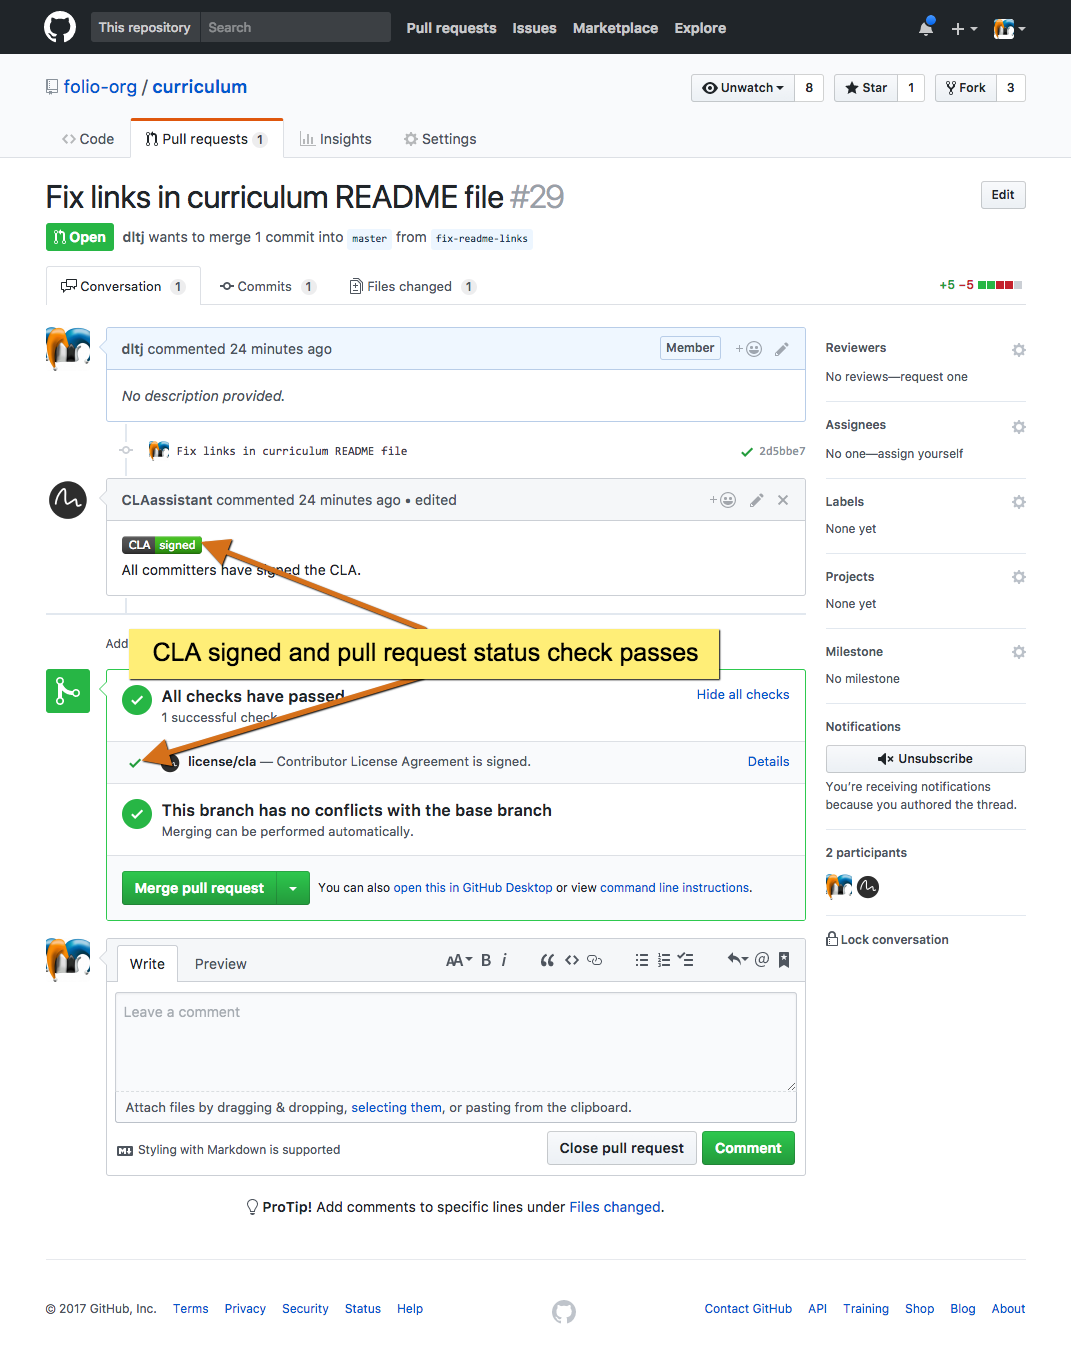 This repository Search Pull requests Issues Marketplace Explore
folio-org / curriculum Unwatch 8 Star 1 Fork 3
Code Pull requests 1 Insights Settings
Fix links in curriculum README file #29 Edit
Open dltj wants to merge 1 commit into master from fix-readme-links
Conversation 1 Commits 1 Files changed 1 +5 −5
dltj commented 24 minutes ago Member
No description provided.
Fix links in curriculum README file 2d5bbe7
CLAassistant commented 24 minutes ago • edited
CLA signed
All committers have signed the CLA.
Add
CLA signed and pull request status check passes
All checks have passed Hide all checks
1 successful check
license/cla — Contributor License Agreement is signed. Details
This branch has no conflicts with the base branch
Merging can be performed automatically.
Merge pull request You can also open this in GitHub Desktop or view command line instructions.
Write Preview AA B i
Leave a comment
Attach files by dragging & dropping, selecting them, or pasting from the clipboard.
Styling with Markdown is supported Close pull request Comment
ProTip! Add comments to specific lines under Files changed.
Reviewers
No reviews—request one
Assignees
No one—assign yourself
Labels
None yet
Projects
None yet
Milestone
No milestone
Notifications
Unsubscribe
You're receiving notifications
because you authored the thread.
2 participants
Lock conversation
© 2017 GitHub, Inc. Terms Privacy Security Status Help Contact GitHub API Training Shop Blog About